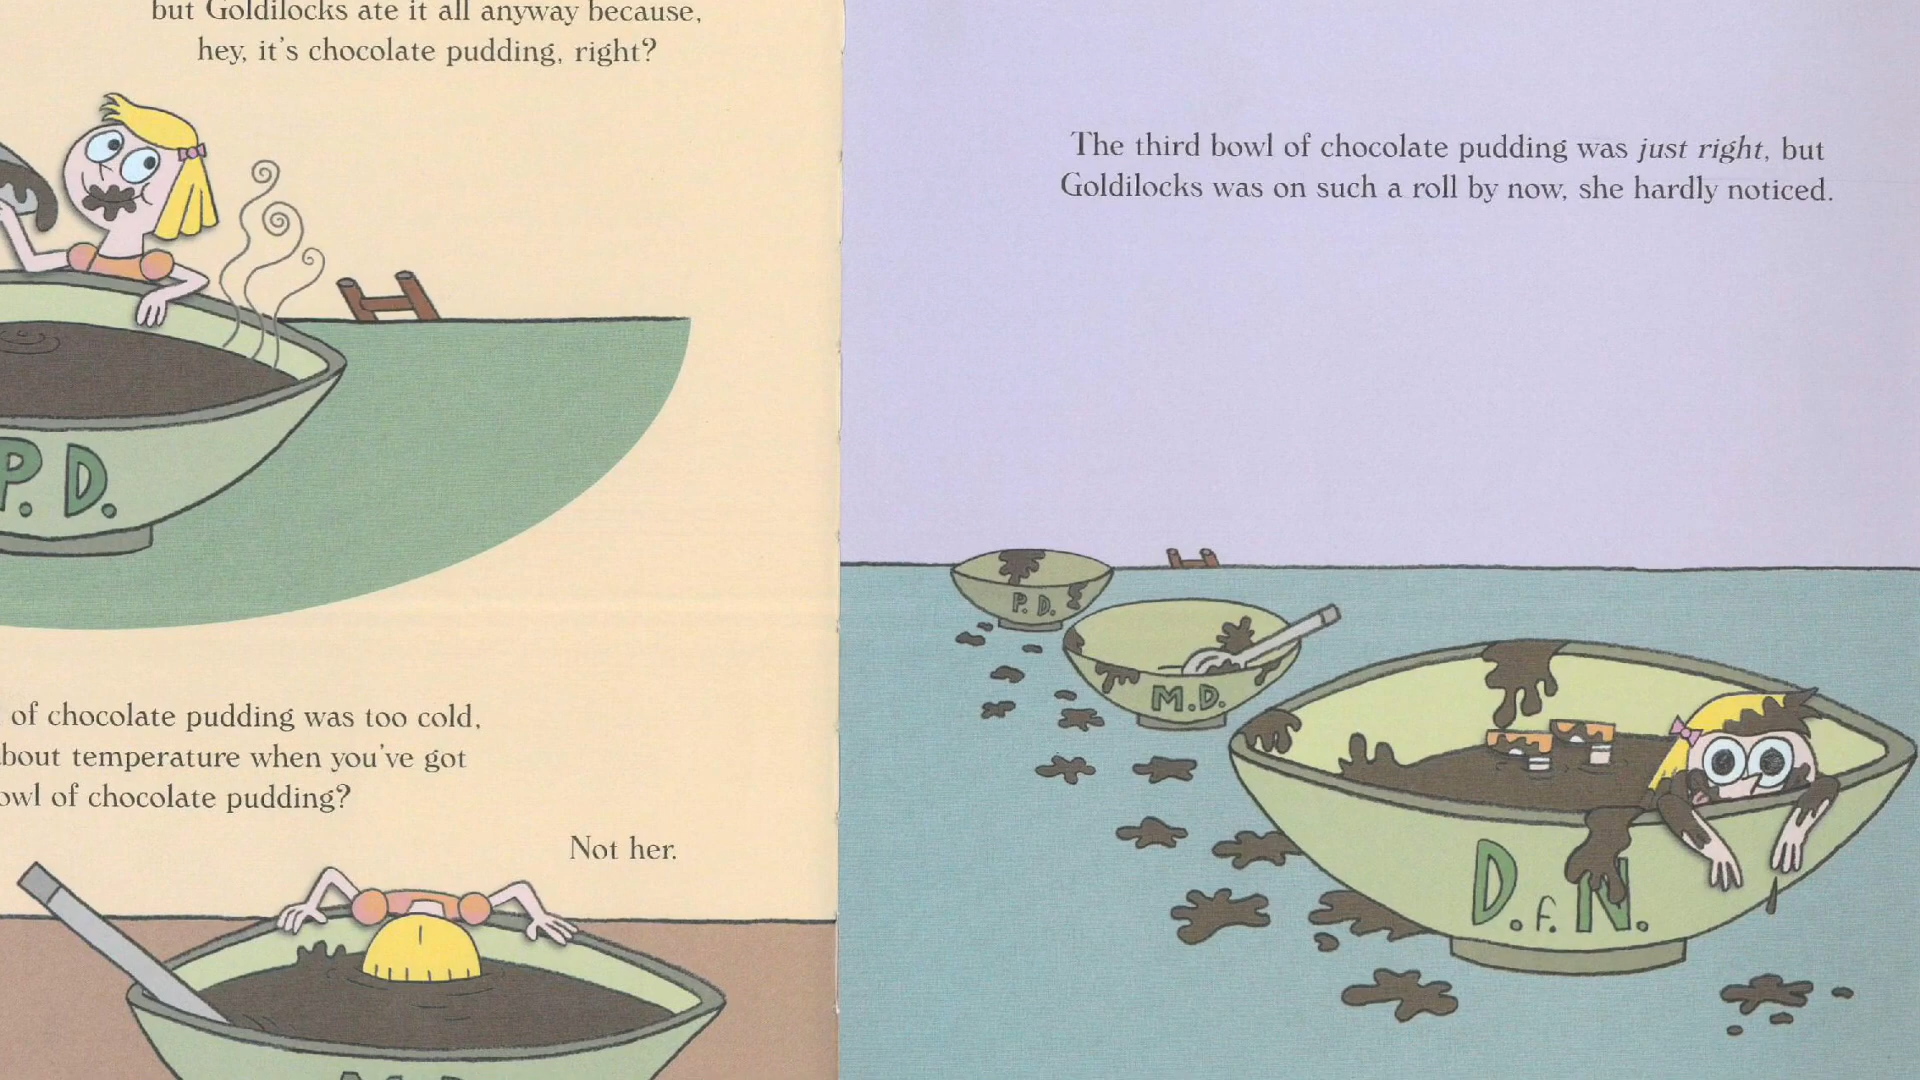 but Goldilocks ate it all anyway because,
hey, it's chocolate pudding, right?
P. D.
of chocolate pudding was too cold,
temperature when you've got
of chocolate pudding?
Not her.
The third bowl of chocolate pudding was just right, but
Goldilocks was on such a roll by now, she hardly noticed.
P. D.
M.D.
D.f.N.